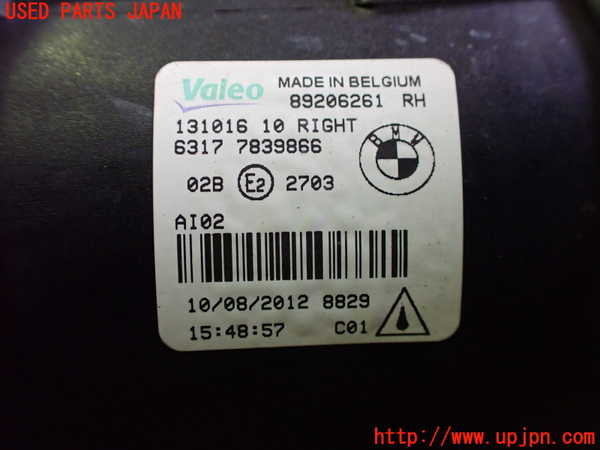 USED PARTS JAPAN
Valeo MADE IN BELGIUM
89206261 RH
131016 10 RIGHT
6317 7839866
BMW
02B E2 2703
AI02
10/08/2012 8829
15:48:57 C01
www.upjpn.com